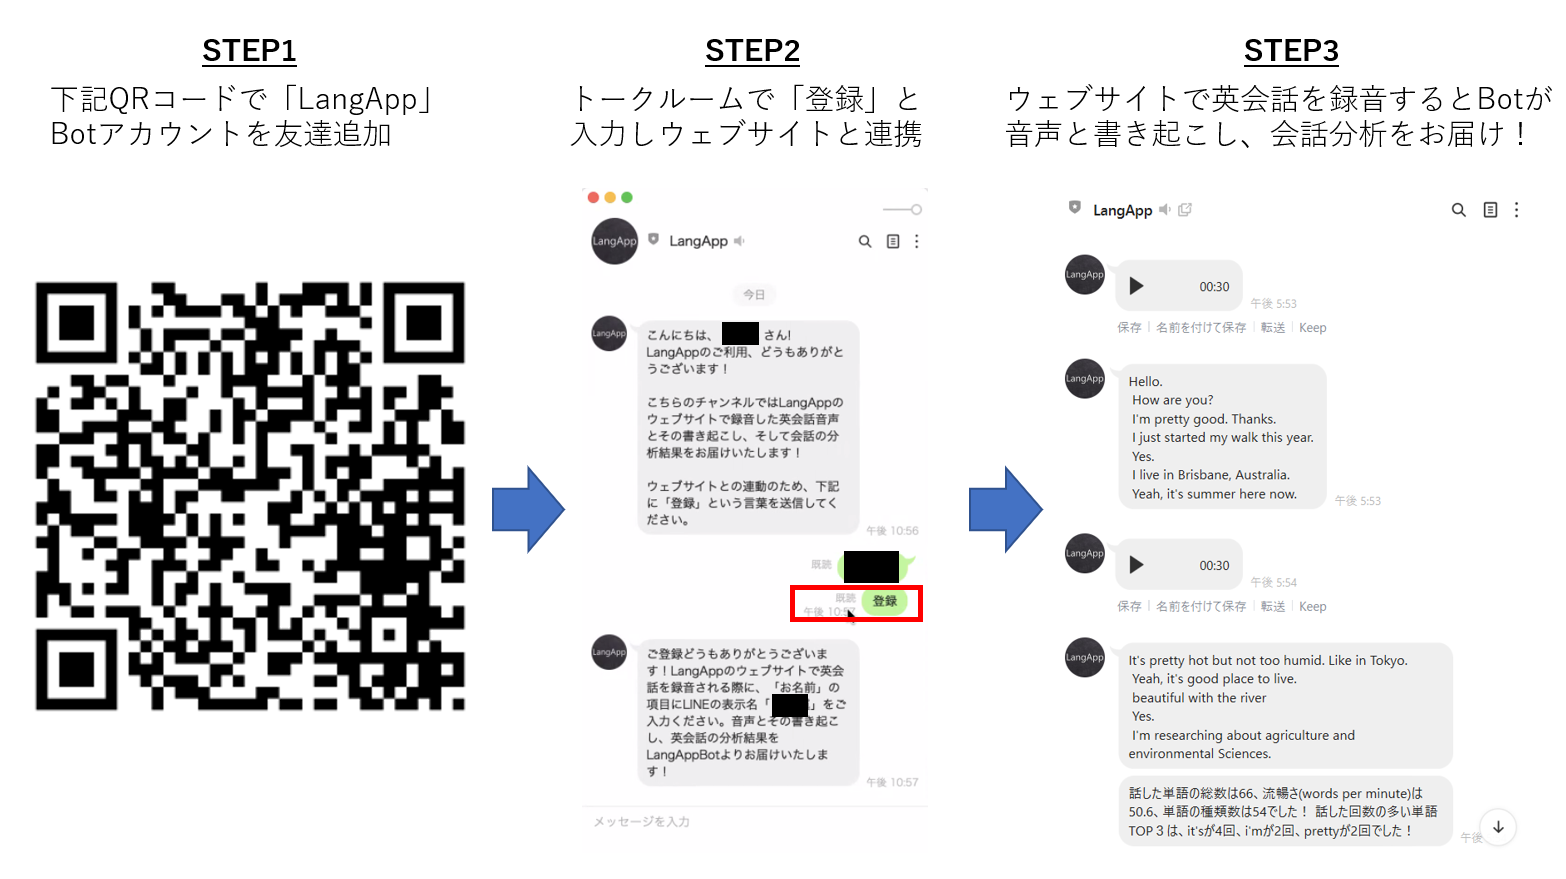 STEP1
下記QRコードで「LangApp」
Botアカウントを友達追加
STEP2
トークルームで「登録」と
入力しウェブサイトと連携
LangApp
LangApp
今日
LangApp
こんにちは、
さん!
LangAppのご利用、どうもありがと
うございます！
こちらのチャンネルではLangAppの
ウェブサイトで録音した英会話音声
とその書き起こし、そして会話の分
析結果をお届けいたします！
ウェブサイトとの連動のため、下記
に「登録」という言葉を送信してく
ださい。
午後 10:56
既読
既読
午後 10:57
登録
LangApp
ご登録どうもありがとうございま
す！LangAppのウェブサイトで英会
話を録音される際に、「お名前」の
項目にLINEの表示名「
」をご
入力ください。音声とその書き起こ
し、英会話の分析結果を
LangAppBotよりお届けいたしま
す！
午後 10:57
メッセージを入力
STEP3
ウェブサイトで英会話を録音するとBotが
音声と書き起こし、会話分析をお届け！
LangApp
LangApp
00:30
午後 5:53
保存 名前を付けて保存 転送 Keep
LangApp
Hello.
How are you?
I'm pretty good. Thanks.
I just started my walk this year.
Yes.
I live in Brisbane, Australia.
Yeah, it's summer here now.
午後 5:53
LangApp
00:30
午後 5:54
保存 名前を付けて保存 転送 Keep
LangApp
It's pretty hot but not too humid. Like in Tokyo.
Yeah, it's good place to live.
beautiful with the river
Yes.
I'm researching about agriculture and
environmental Sciences.
話した単語の総数は66、流暢さ(words per minute)は
50.6、単語の種類数は54でした！ 話した回数の多い単語
TOP３は、it'sが4回、i'mが2回、prettyが2回でした！
午後